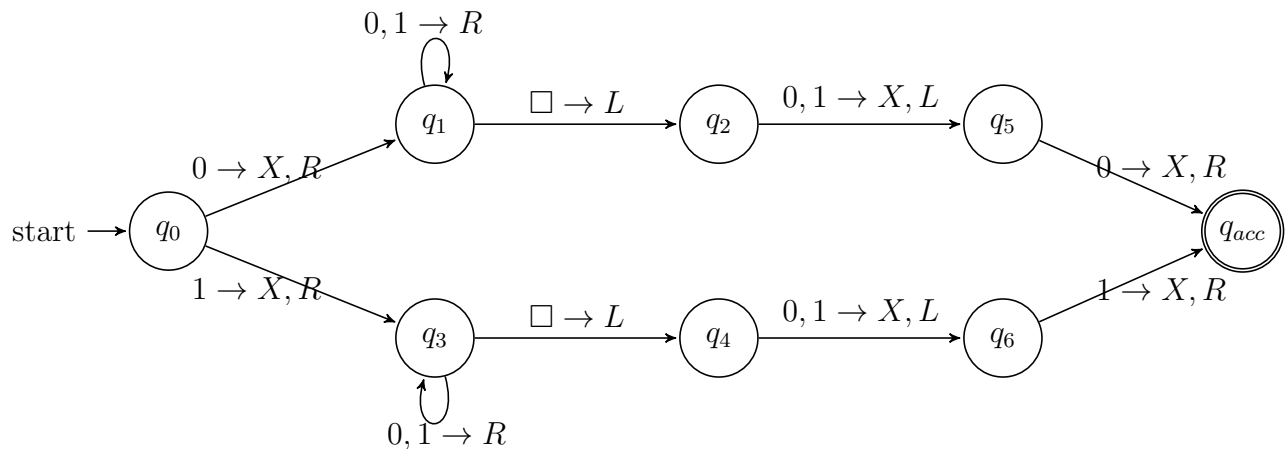 0, 1 → R
q₁
□ → L
q₂
0, 1 → X, L
q₅
0 → X, R
0 → X, R
start
q₀
q_acc
1 → X, R
1 → X, R
q₃
□ → L
q₄
0, 1 → X, L
q₆
0, 1 → R